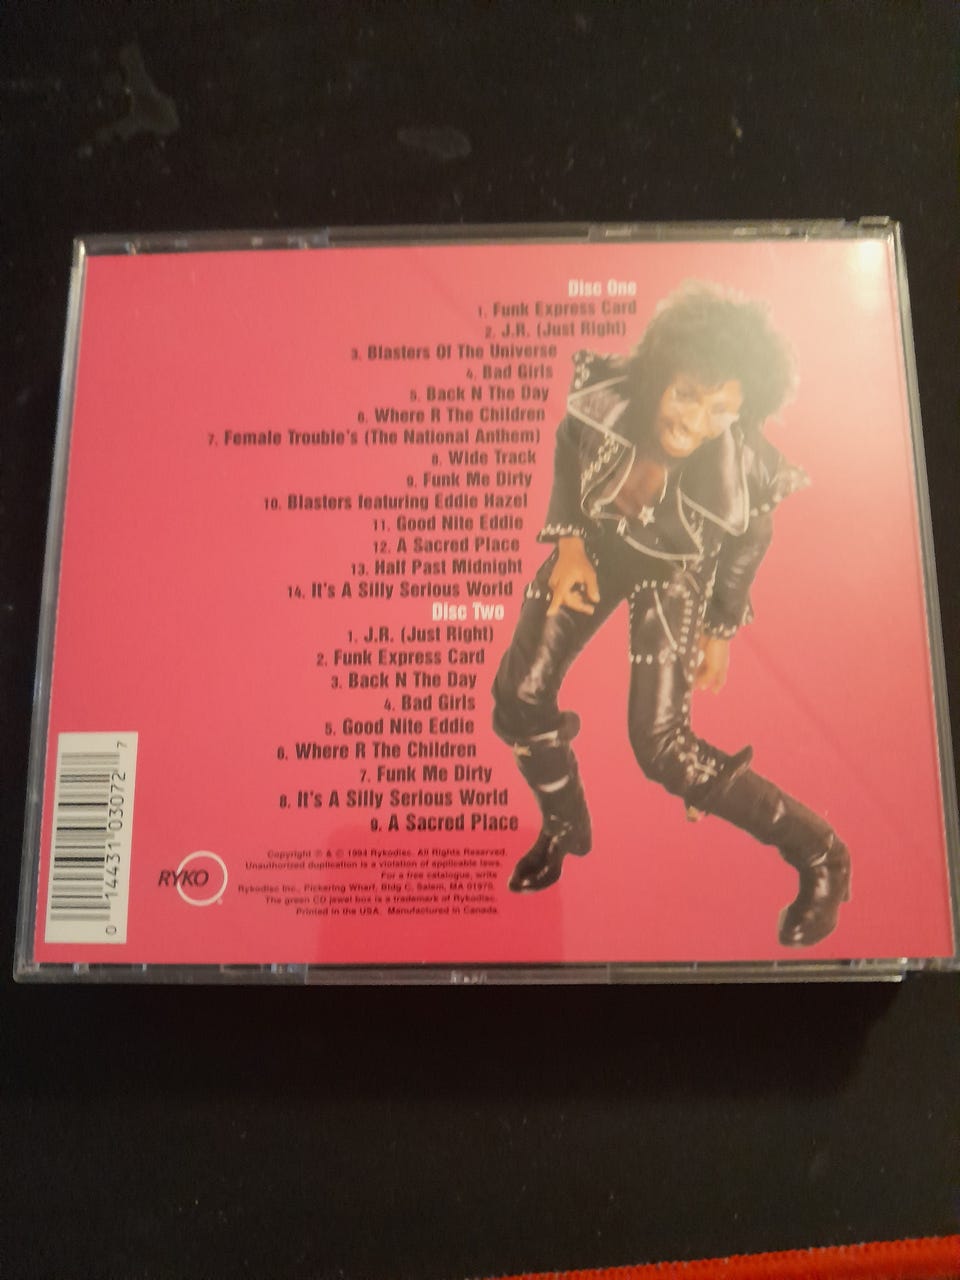 Disc One
1. Funk Express Card
2. J.R. (Just Right)
3. Blasters Of The Universe
4. Bad Girls
5. Back N The Day
6. Where R The Children
7. Female Trouble's (The National Anthem)
8. Wide Track
9. Funk Me Dirty
10. Blasters featuring Eddie Hazel
11. Good Nite Eddie
12. A Sacred Place
13. Half Past Midnight
14. It's A Silly Serious World
Disc Two
1. J.R. (Just Right)
2. Funk Express Card
3. Back N The Day
4. Bad Girls
5. Good Nite Eddie
6. Where R The Children
7. Funk Me Dirty
8. It's A Silly Serious World
9. A Sacred Place
Copyright ℗ & © 1994 Rykodisc. All Rights Reserved.
Unauthorized duplication is a violation of applicable laws.
For a free catalogue, write
Rykodisc Inc., Pickering Wharf, Bldg C, Salem, MA 01970.
The green CD jewel box is a trademark of Rykodisc.
Printed in the USA. Manufactured in Canada.
RYKO
0 14431 03072 7